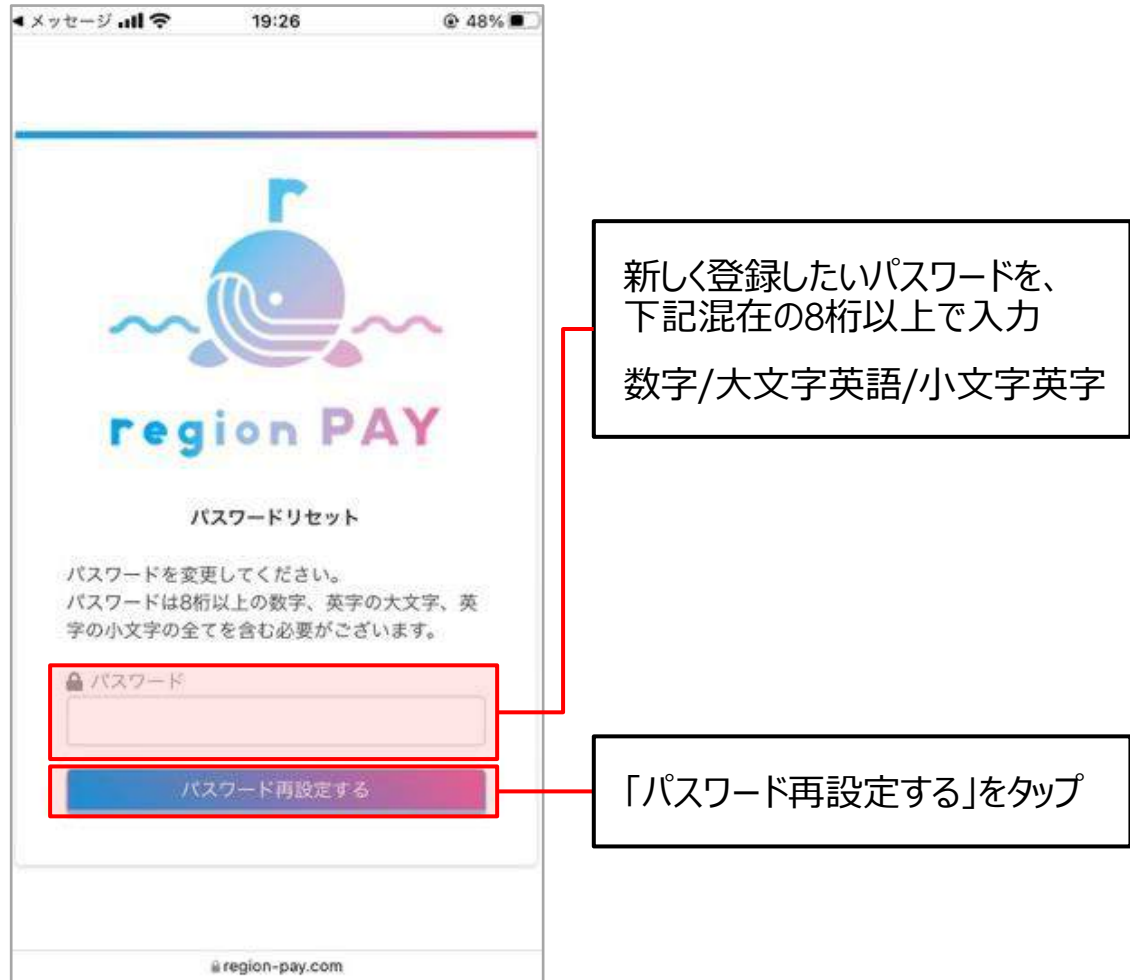 メッセージ 19:26 48%
r
region PAY
パスワードリセット
パスワードを変更してください。
パスワードは8桁以上の数字、英字の大文字、英
字の小文字の全てを含む必要がございます。
パスワード
パスワード再設定する
region-pay.com
新しく登録したいパスワードを、
下記混在の8桁以上で入力
数字/大文字英語/小文字英字
「パスワード再設定する」をタップ